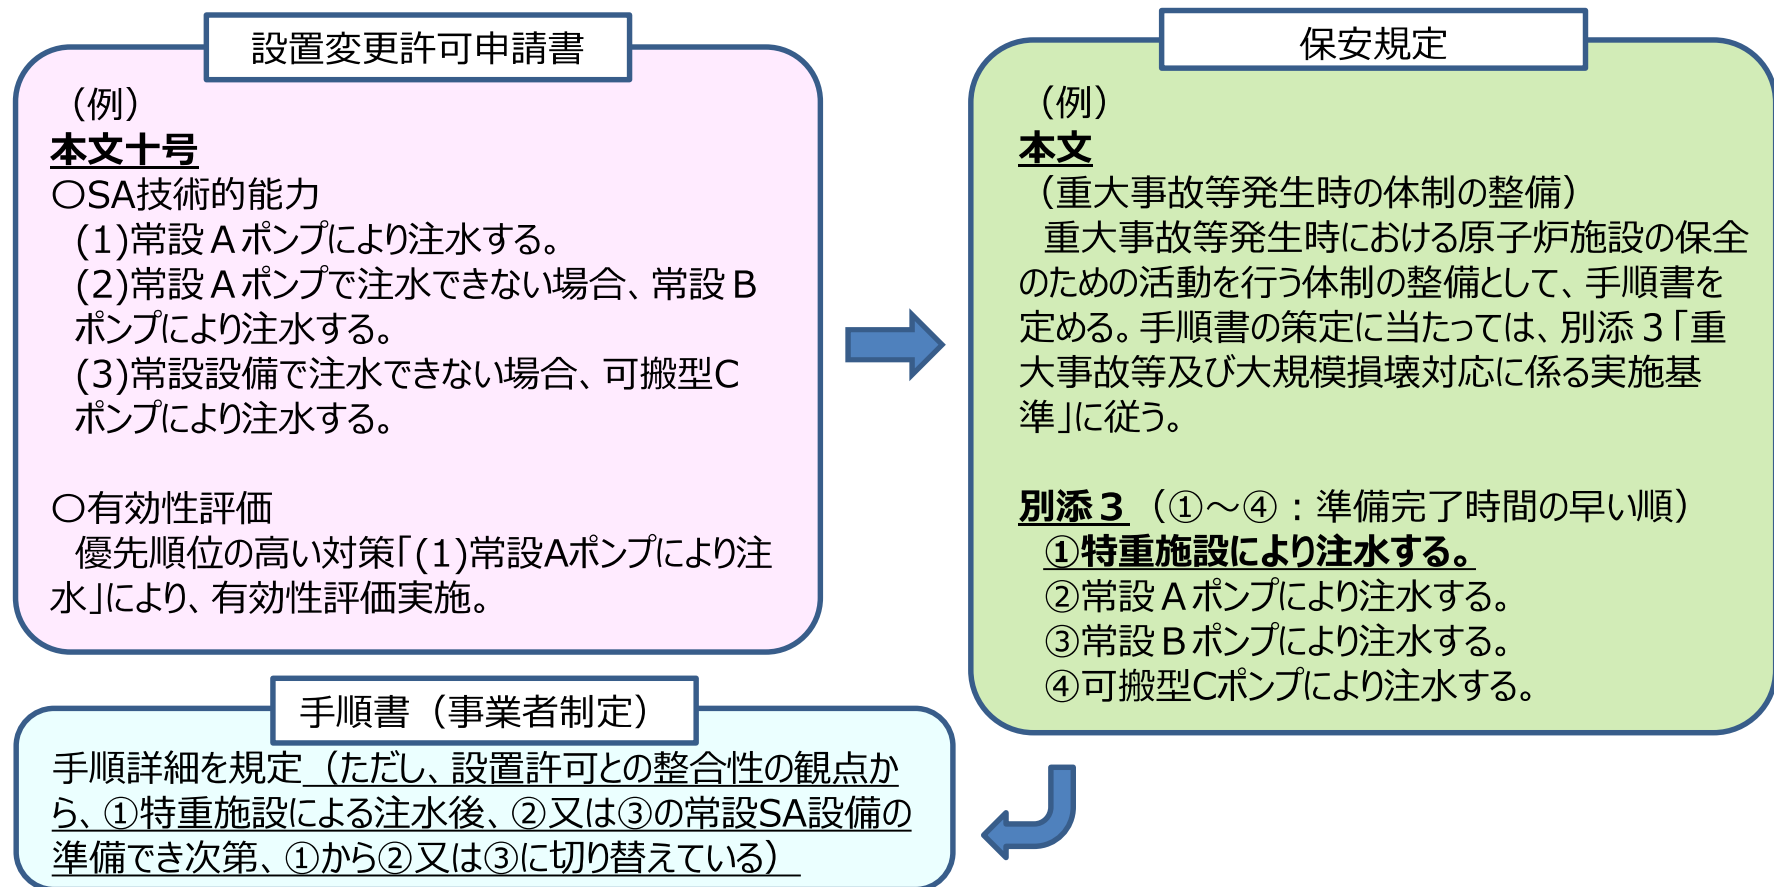 設置変更許可申請書
（例）
本文十号
〇SA技術的能力
(1)常設Ａポンプにより注水する。
(2)常設Ａポンプで注水できない場合、常設Ｂ
ポンプにより注水する。
(3)常設設備で注水できない場合、可搬型C
ポンプにより注水する。
〇有効性評価
優先順位の高い対策「(1)常設Aポンプにより注
水」により、有効性評価実施。
保安規定
（例）
本文
（重大事故等発生時の体制の整備）
重大事故等発生時における原子炉施設の保全
のための活動を行う体制の整備として、手順書を
定める。手順書の策定に当たっては、別添３「重
大事故等及び大規模損壊対応に係る実施基
準」に従う。
別添３（①～④：準備完了時間の早い順）
①特重施設により注水する。
②常設Ａポンプにより注水する。
③常設Ｂポンプにより注水する。
④可搬型Cポンプにより注水する。
手順書（事業者制定）
手順詳細を規定（ただし、設置許可との整合性の観点か
ら、①特重施設による注水後、②又は③の常設SA設備の
準備でき次第、①から②又は③に切り替えている）